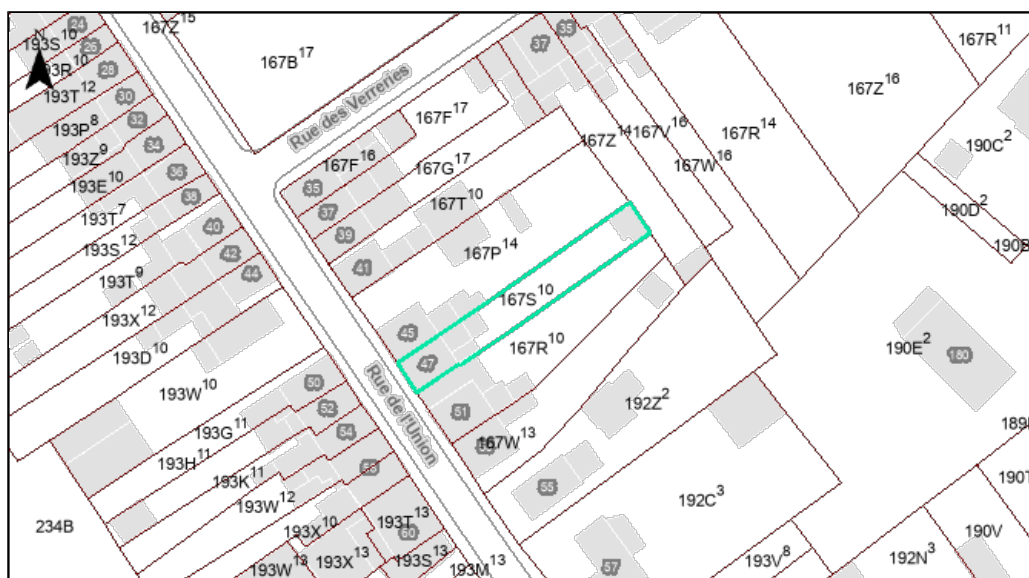 24
167Z15
35
193S10
N
26
37
167R11
167B17
193R10
28
167Z16
193T12
30
Rue des Verreries
167F17
193P8
32
167Z14
167V16
167R14
190C2
34
193Z9
167F16
167G17
167W16
36
193E10
35
38
167T10
190D2
193T7
37
40
39
193S12
42
167P14
41
44
193T9
167S10
193X12
45
167R10
190E2
180
193D10
47
Rue de l'Union
50
193W10
192Z2
52
51
193G11
54
167W13
193H11
193K11
55
192C3
193W12
193T13
234B
193X10
60
190V
193X13
193S13
192N3
193W13
193M13
57
193V8